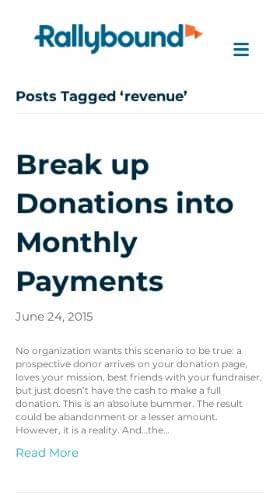 Rallybound
Posts Tagged ‘revenue’
Break up
Donations into
Monthly
Payments
June 24, 2015
No organization wants this scenario to be true: a
prospective donor arrives on your donation page,
loves your mission, best friends with your fundraiser,
but just doesn’t have the cash to make a full
donation. This is an absolute bummer. The result
could be abandonment or a lesser amount.
However, it is a reality. And…the…
Read More